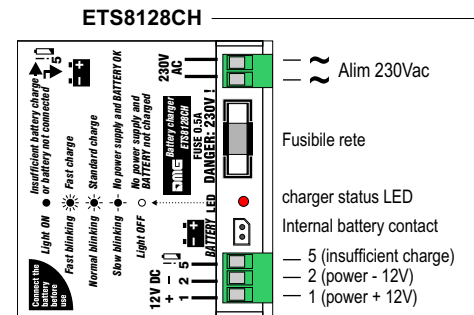 ETS8128CH
Insufficient battery charge
or battery not connected
Light ON
Fast blinking
Fast charge
Normal blinking
Standard charge
Slow blinking
No power supply and BATTERY OK
Light OFF
No power supply and
BATTERY not charged
Connect the
battery
before
use
5
230V
AC
DMG
Battery charger
ETS8128CH
FUSE 0.5A
DANGER: 230V !
BATTERY LED
12V DC
+ - 5
1 2
~
~ Alim 230Vac
Fusibile rete
charger status LED
Internal battery contact
5 (insufficient charge)
2 (power - 12V)
1 (power + 12V)